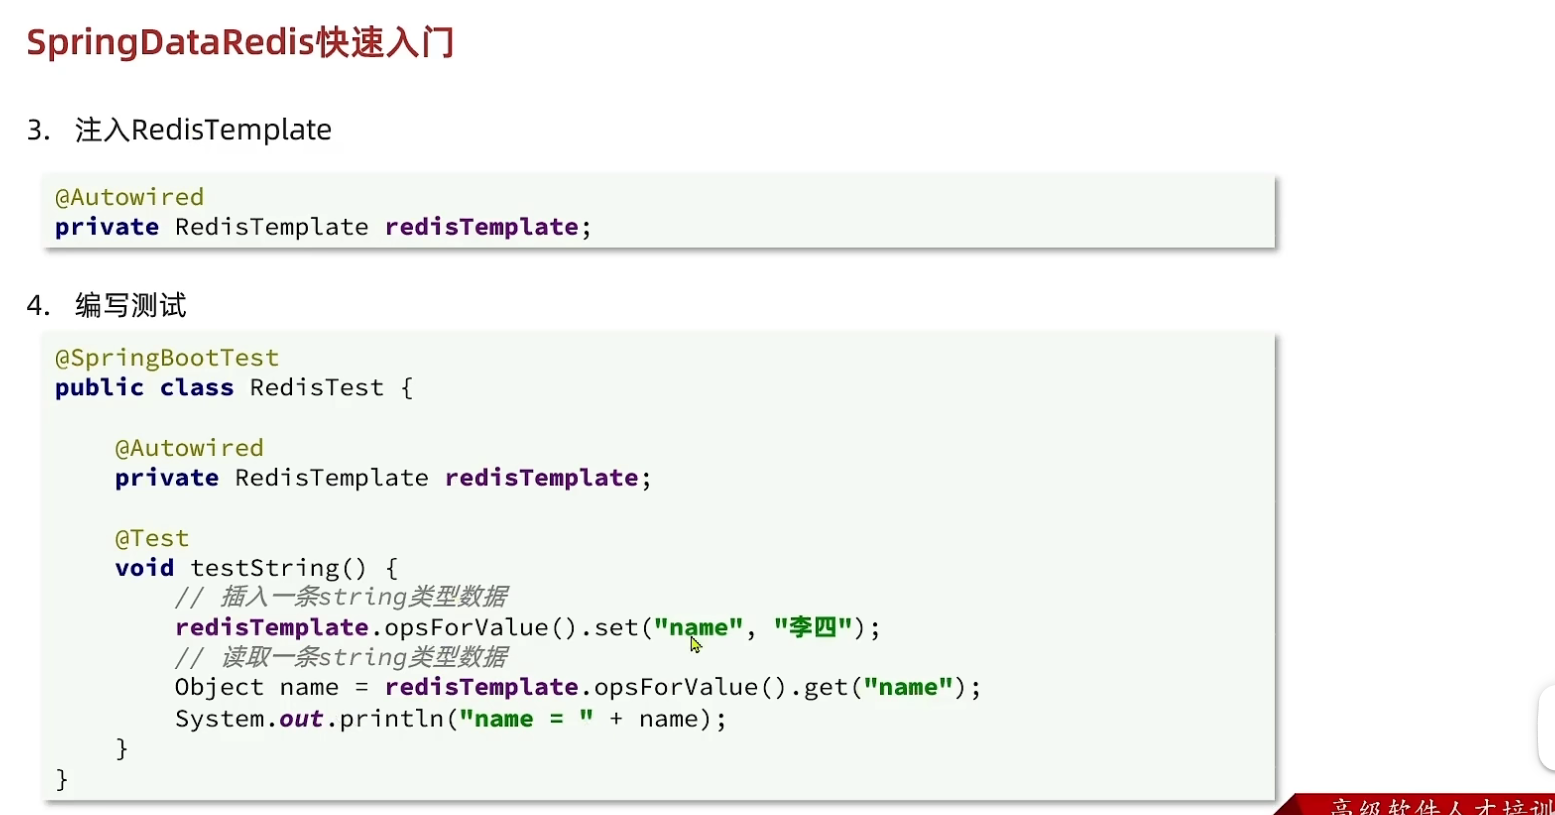 SpringDataRedis快速入门
3. 注入RedisTemplate
@Autowired
private RedisTemplate redisTemplate;
4. 编写测试
@SpringBootTest
public class RedisTest {
@Autowired
private RedisTemplate redisTemplate;
@Test
void testString() {
// 插入一条string类型数据
redisTemplate.opsForValue().set("name", "李四");
// 读取一条string类型数据
Object name = redisTemplate.opsForValue().get("name");
System.out.println("name = " + name);
}
}
高级软件人才培训